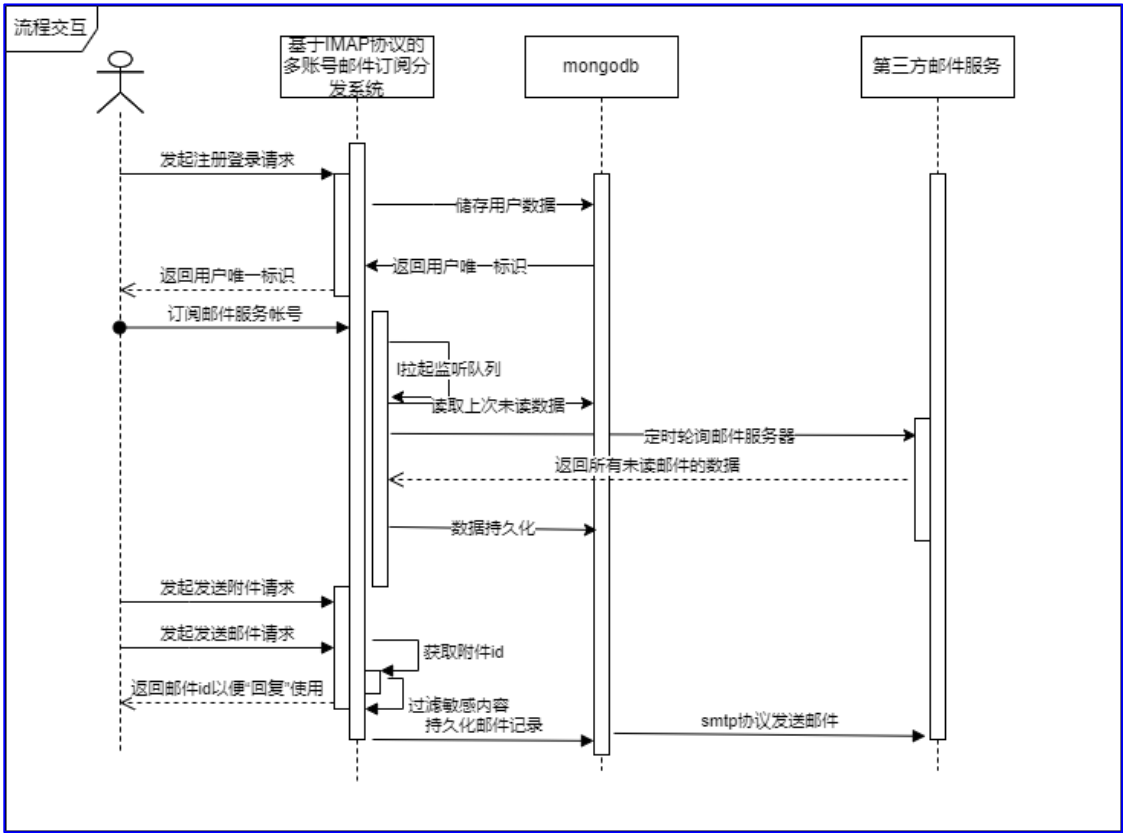 流程交互
基于IMAP协议的
多账号邮件订阅分
发系统
mongodb
第三方邮件服务
发起注册登录请求
储存用户数据
返回用户唯一标识
返回用户唯一标识
订阅邮件服务帐号
I拉起监听队列
读取上次未读数据
定时轮询邮件服务器
返回所有未读邮件的数据
数据持久化
发起发送附件请求
发起发送邮件请求
获取附件id
返回邮件id以便“回复”使用
过滤敏感内容
持久化邮件记录
smtp协议发送邮件